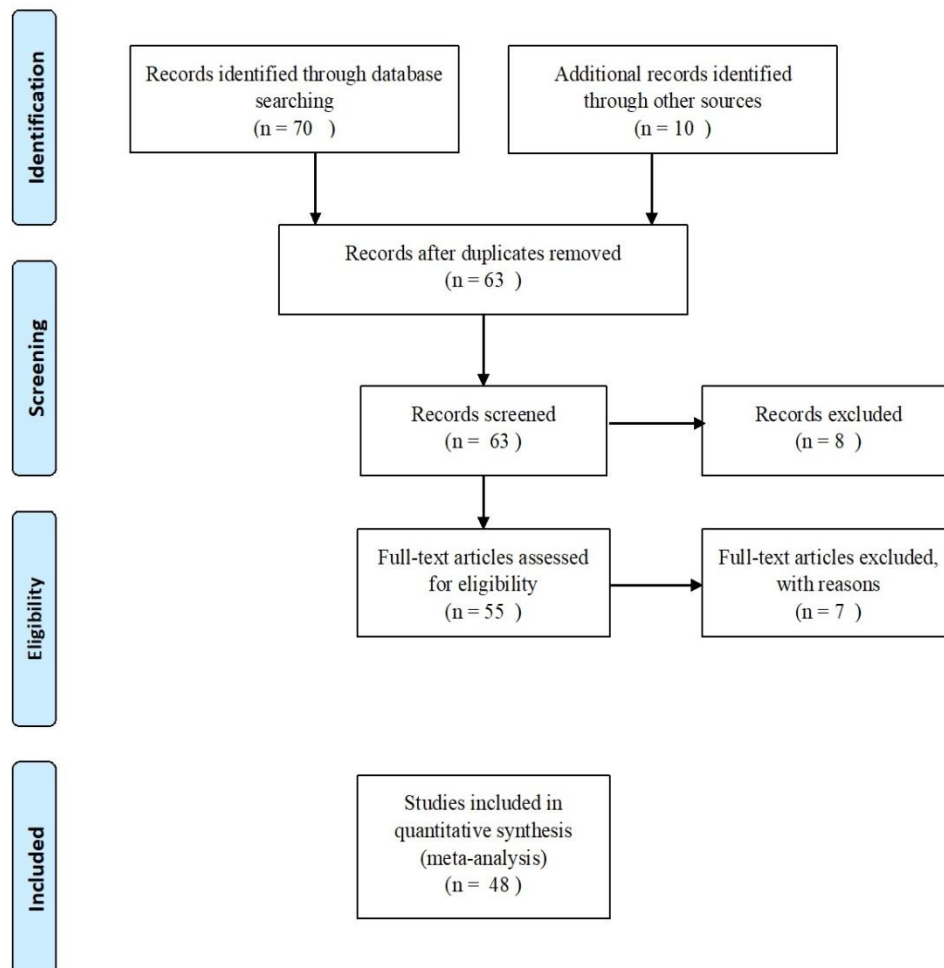 Identification
Records identified through database
searching
(n = 70 )
Additional records identified
through other sources
(n = 10 )
Records after duplicates removed
(n = 63 )
Screening
Records screened
(n = 63 )
Records excluded
(n = 8 )
Eligibility
Full-text articles assessed
for eligibility
(n = 55 )
Full-text articles excluded,
with reasons
(n = 7 )
Included
Studies included in
quantitative synthesis
(meta-analysis)
(n = 48 )